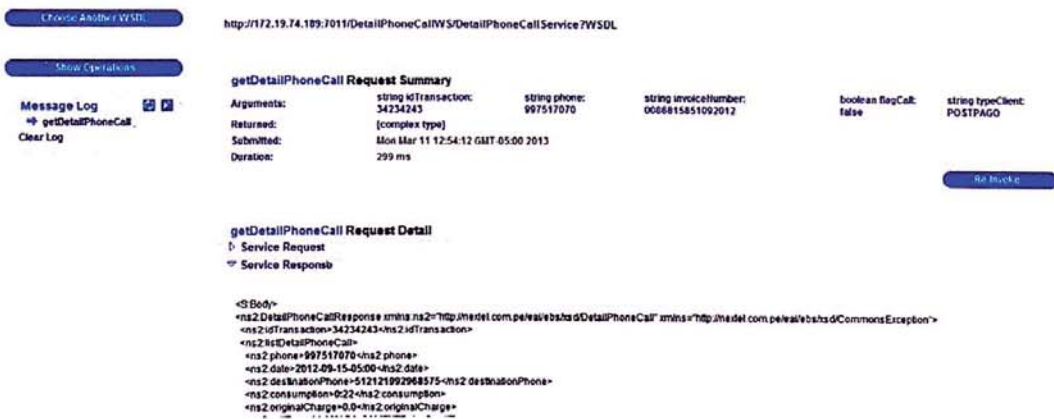 Choose Another WSDL
http://172.19.74.189:7011/DetailPhoneCallWS/DetailPhoneCallService?WSDL
Show Operations
Message Log
getDetailPhoneCall
Clear Log
getDetailPhoneCall Request Summary
Arguments: string idTransaction: string phone: string invoiceNumber: boolean flagCall: string typeClient:
34234243 997517070 0086815851092012 false POSTPAGO
Returned: [complex type]
Submitted: Mon Mar 11 12:54:12 GMT-05:00 2013
Duration: 299 ms
Re-Invoke
getDetailPhoneCall Request Detail
Service Request
Service Response
<S:Body>
<ns2:DetailPhoneCallResponse xmlns:ns2="http://nextel.com.pe/eai/ebs/xsd/DetailPhoneCall" xmlns="http://nextel.com.pe/eai/ebs/xsd/CommonsException">
<ns2:idTransaction>34234243</ns2:idTransaction>
<ns2:listDetailPhoneCall>
<ns2:phone>997517070</ns2:phone>
<ns2:date>2012-09-15-05:00</ns2:date>
<ns2:destinationPhone>512121992968575</ns2:destinationPhone>
<ns2:consumption>0:22</ns2:consumption>
<ns2:originalCharge>0.0</ns2:originalCharge>